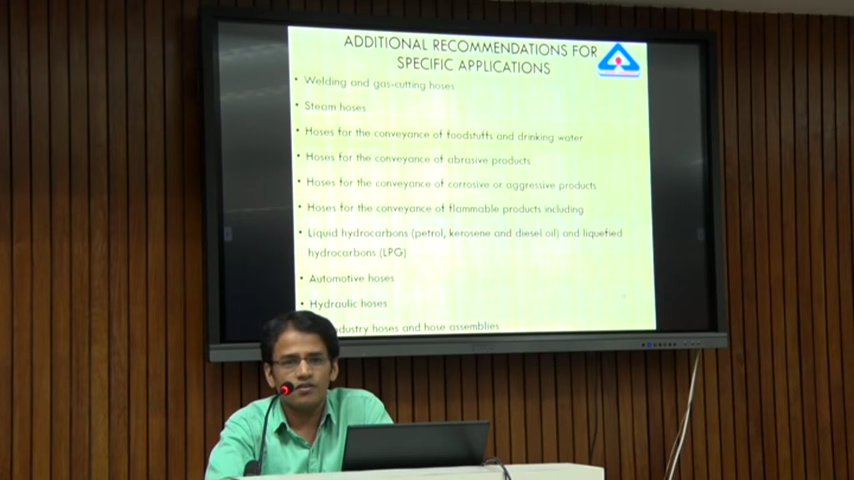 ADDITIONAL RECOMMENDATIONS FOR
SPECIFIC APPLICATIONS
• Welding and gas-cutting hoses
• Steam hoses
• Hoses for the conveyance of foodstuffs and drinking water
• Hoses for the conveyance of abrasive products
• Hoses for the conveyance of corrosive or aggressive products
• Hoses for the conveyance of flammable products including
• Liquid hydrocarbons (petrol, kerosene and diesel oil) and liquefied
hydrocarbons (LPG)
• Automotive hoses
• Hydraulic hoses
hoses and hose assemblies